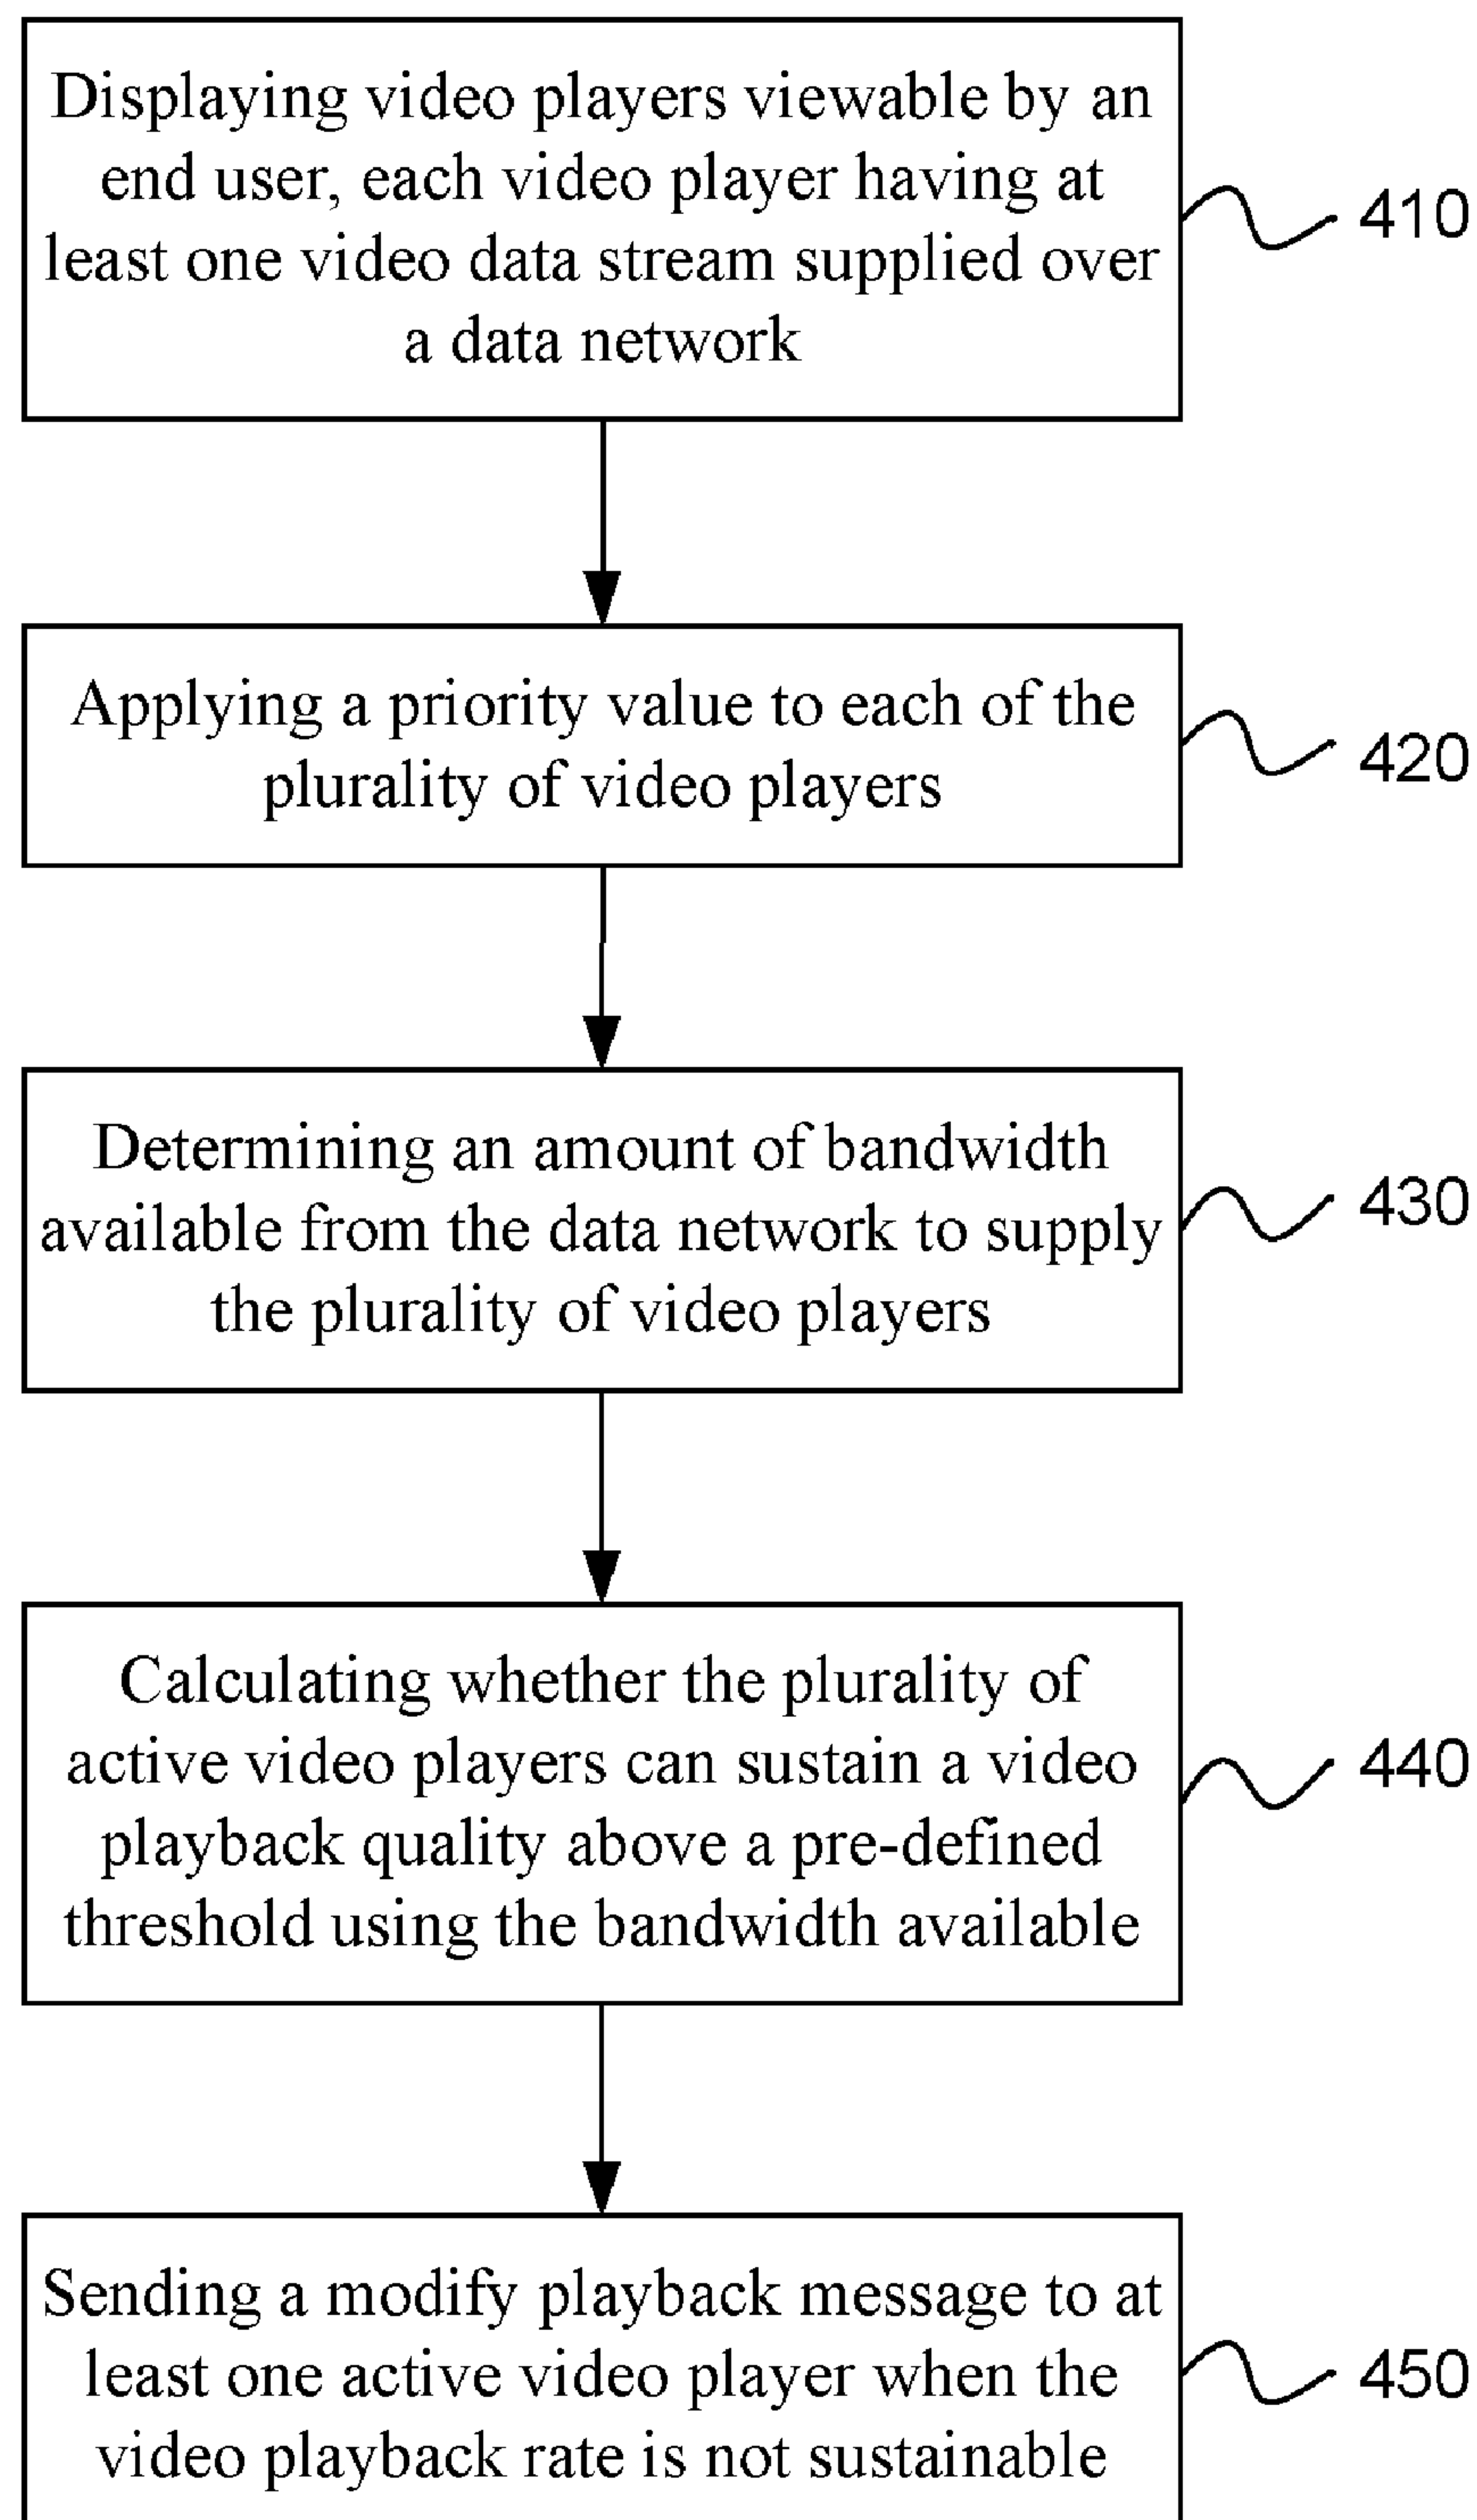 Displaying video players viewable by an
end user, each video player having at
least one video data stream supplied over
a data network
410
Applying a priority value to each of the
plurality of video players
420
Determining an amount of bandwidth
available from the data network to supply
the plurality of video players
430
Calculating whether the plurality of
active video players can sustain a video
playback quality above a pre-defined
threshold using the bandwidth available
440
Sending a modify playback message to at
least one active video player when the
video playback rate is not sustainable
450